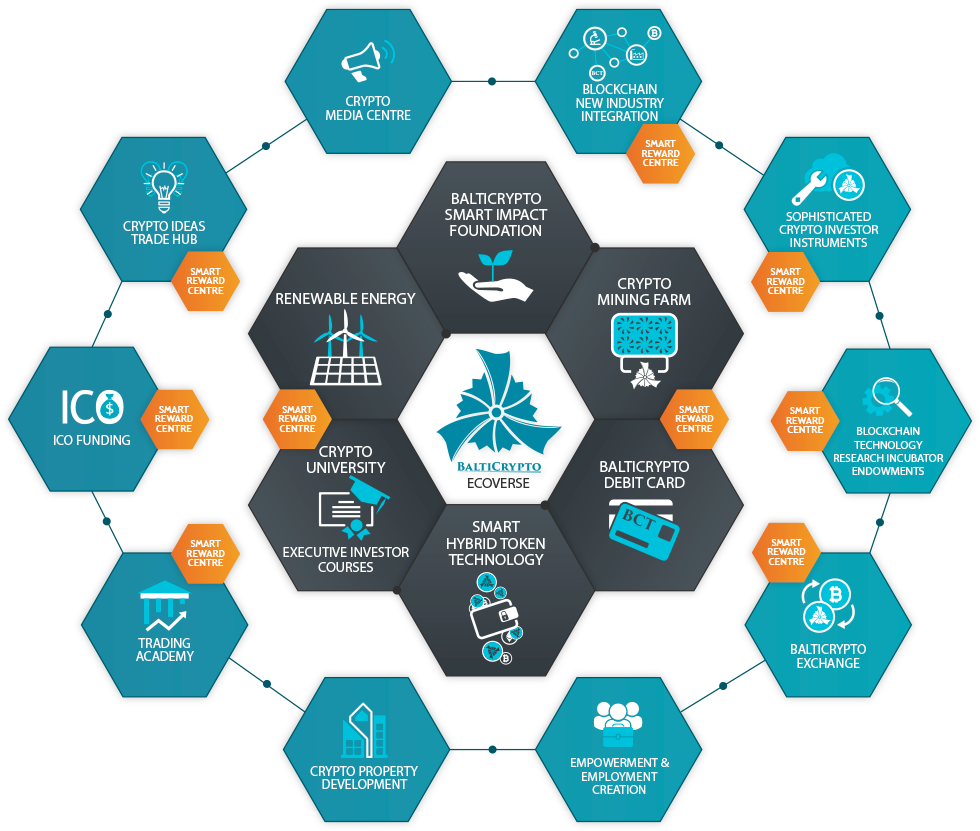 CRYPTO
MEDIA CENTRE
BCT
BLOCKCHAIN
NEW INDUSTRY
INTEGRATION
SMART
REWARD
CENTRE
CRYPTO IDEAS
TRADE HUB
SMART
REWARD
CENTRE
BALTICRYPTO
SMART IMPACT
FOUNDATION
SOPHISTICATED
CRYPTO INVESTOR
INSTRUMENTS
SMART
REWARD
CENTRE
RENEWABLE ENERGY
CRYPTO
MINING FARM
ICO
$
ICO FUNDING
SMART
REWARD
CENTRE
SMART
REWARD
CENTRE
BALTICRYPTO
ECOVERSE
SMART
REWARD
CENTRE
SMART
REWARD
CENTRE
BLOCKCHAIN
TECHNOLOGY
RESEARCH INCUBATOR
ENDOWMENTS
CRYPTO
UNIVERSITY
EXECUTIVE INVESTOR
COURSES
SMART
HYBRID TOKEN
TECHNOLOGY
BALTICRYPTO
DEBIT CARD
BCT
SMART
REWARD
CENTRE
TRADING
ACADEMY
SMART
REWARD
CENTRE
BALTICRYPTO
EXCHANGE
CRYPTO PROPERTY
DEVELOPMENT
EMPOWERMENT &
EMPLOYMENT
CREATION